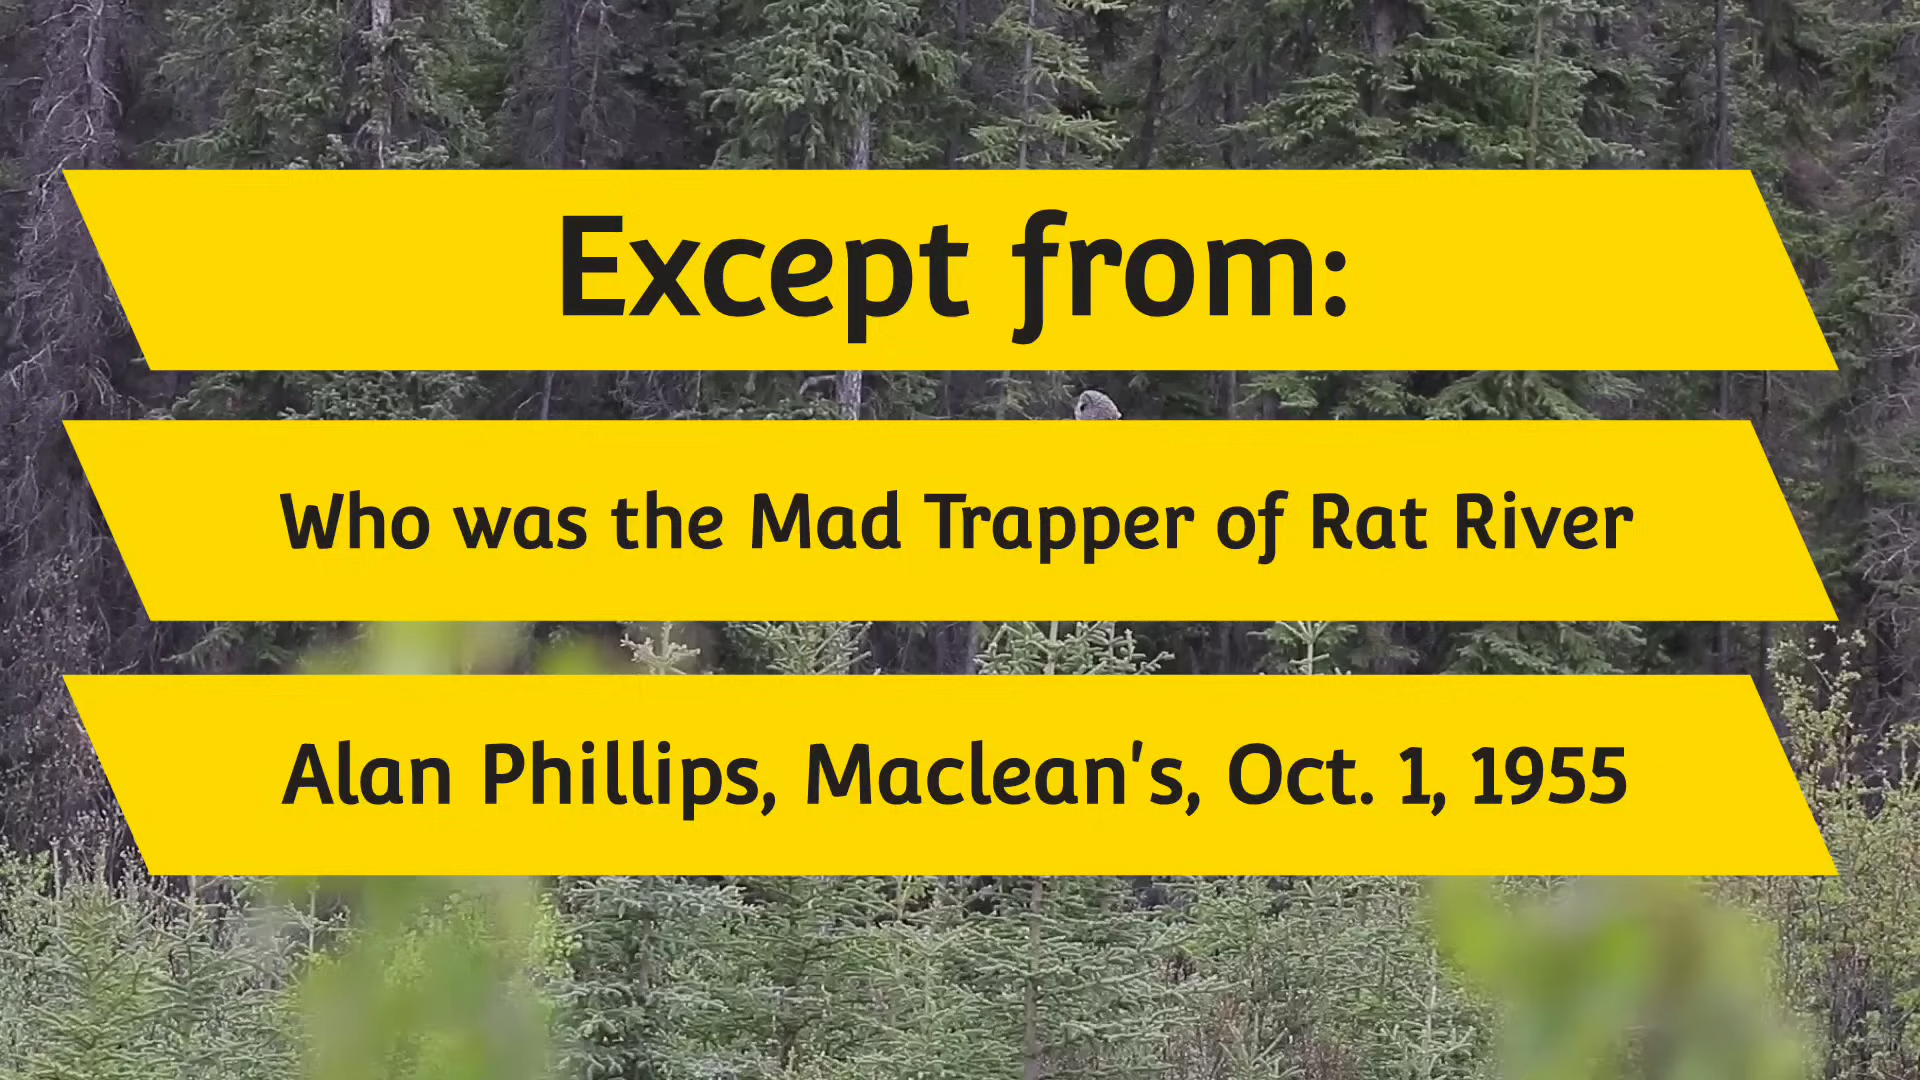 Except from:
Who was the Mad Trapper of Rat River
Alan Phillips, Maclean's, Oct. 1, 1955